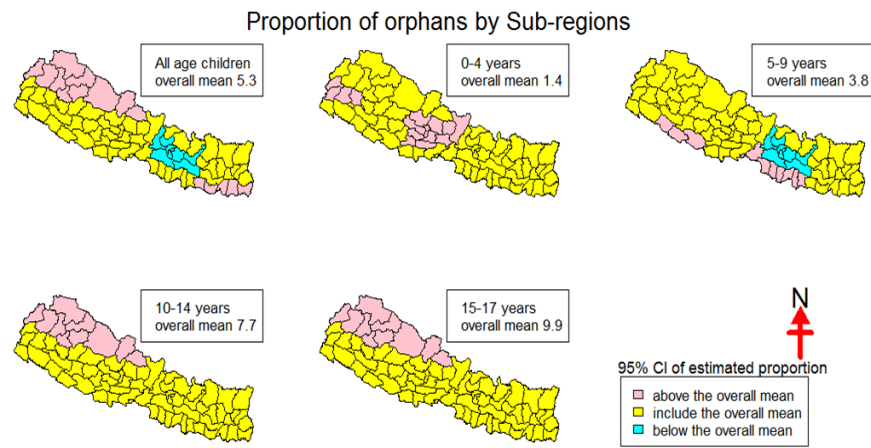 Proportion of orphans by Sub-regions
All age children
overall mean 5.3
0-4 years
overall mean 1.4
5-9 years
overall mean 3.8
10-14 years
overall mean 7.7
15-17 years
overall mean 9.9
N
95% CI of estimated proportion
above the overall mean
include the overall mean
below the overall mean